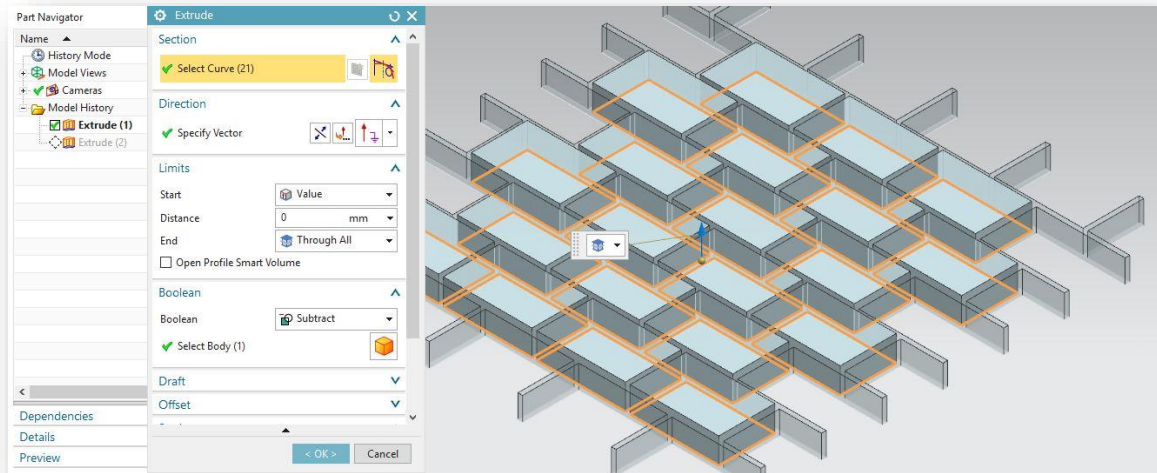 Part Navigator
Name
History Mode
Model Views
Cameras
Model History
Extrude (1)
Extrude (2)
Dependencies
Details
Preview
Extrude
Section
Select Curve (21)
Direction
Specify Vector
Limits
Start Value
Distance 0 mm
End Through All
Open Profile Smart Volume
Boolean
Boolean Subtract
Select Body (1)
Draft
Offset
< OK > Cancel